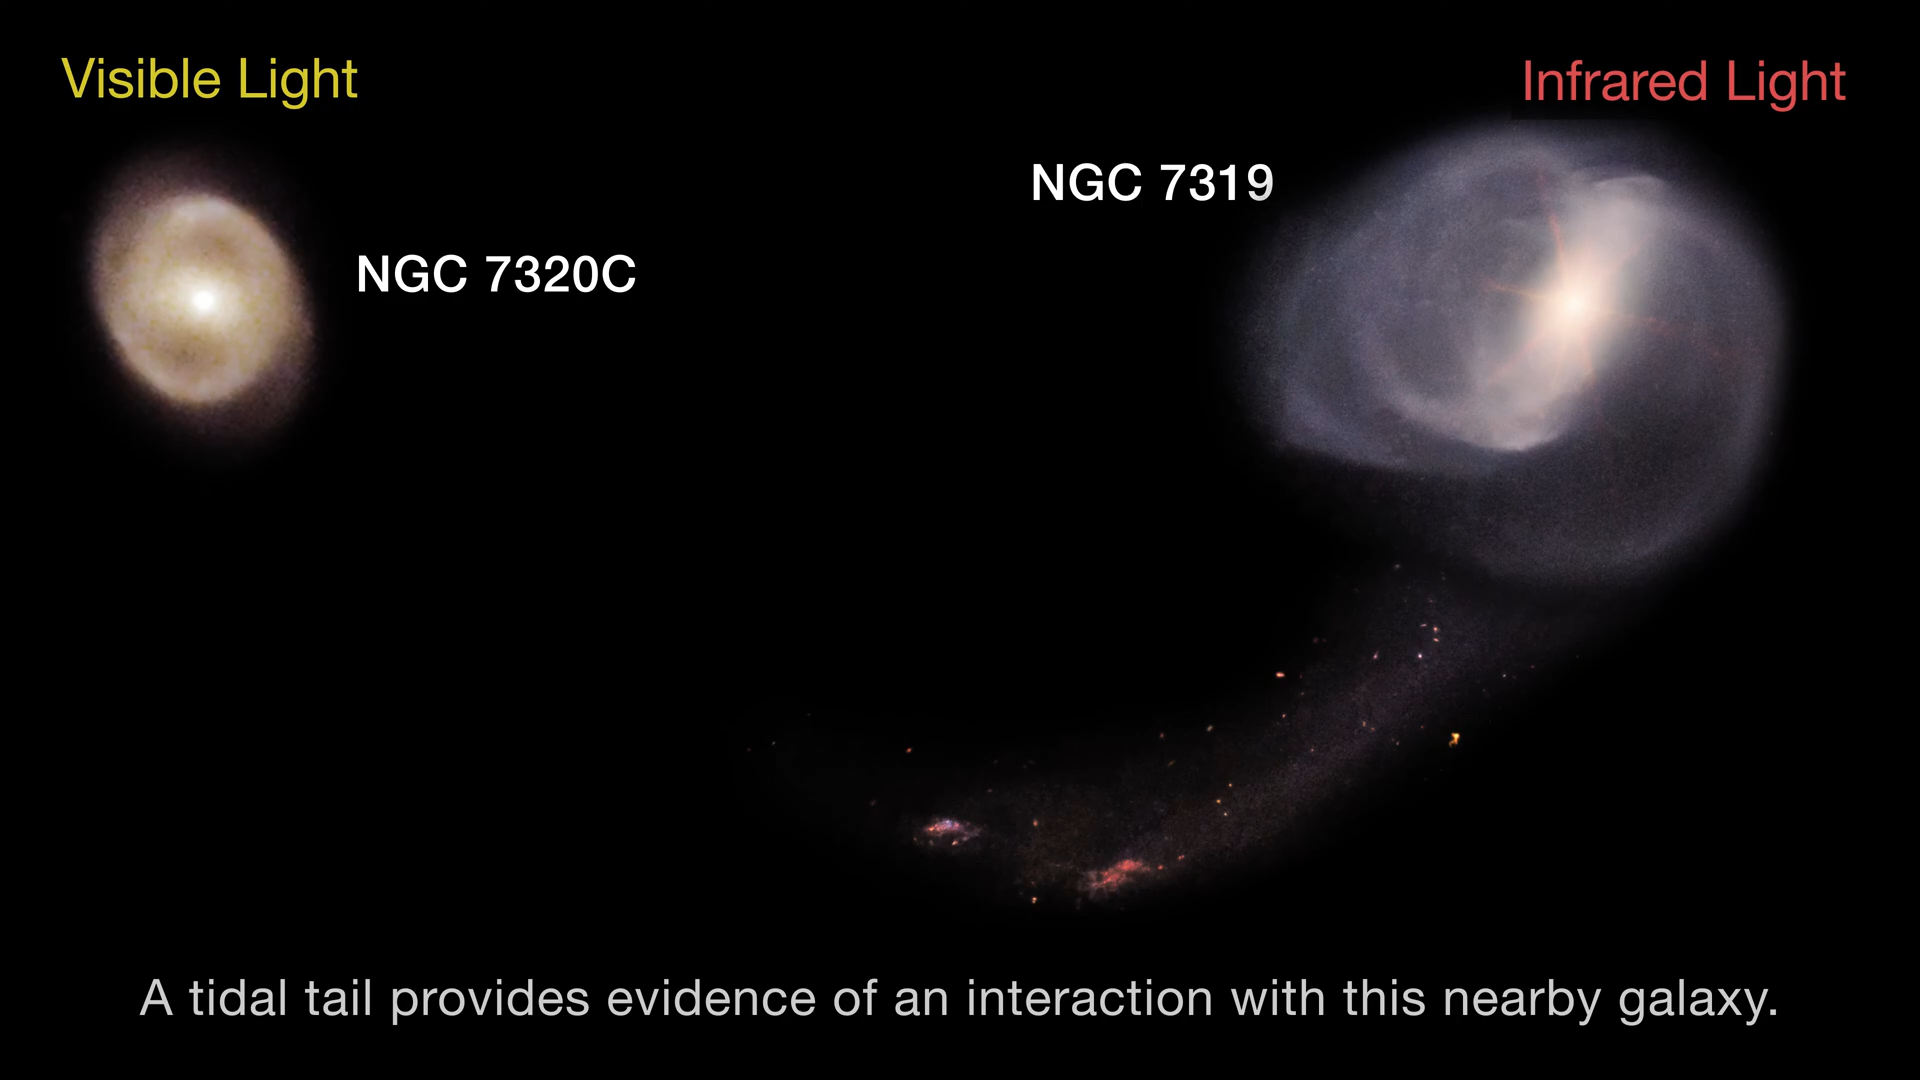 Visible Light
Infrared Light
NGC 7319
NGC 7320C
A tidal tail provides evidence of an interaction with this nearby galaxy.